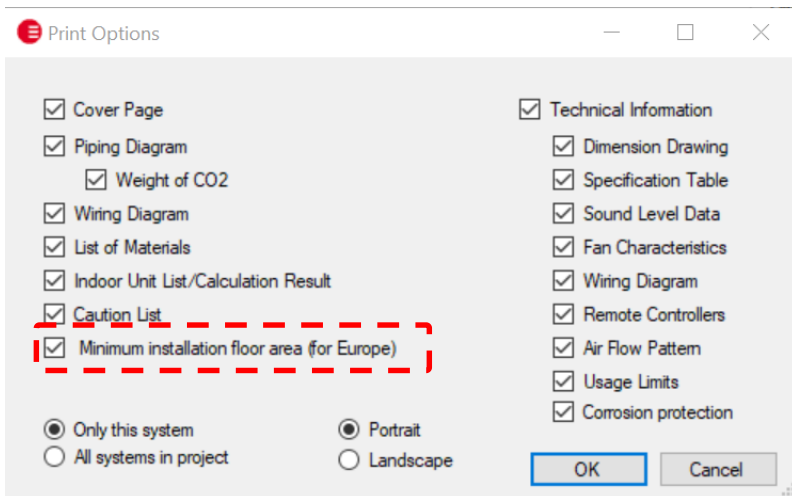 Print Options
Cover Page
Piping Diagram
Weight of CO2
Wiring Diagram
List of Materials
Indoor Unit List/Calculation Result
Caution List
Minimum installation floor area (for Europe)
Only this system
All systems in project
Portrait
Landscape
Technical Information
Dimension Drawing
Specification Table
Sound Level Data
Fan Characteristics
Wiring Diagram
Remote Controllers
Air Flow Pattern
Usage Limits
Corrosion protection
OK
Cancel